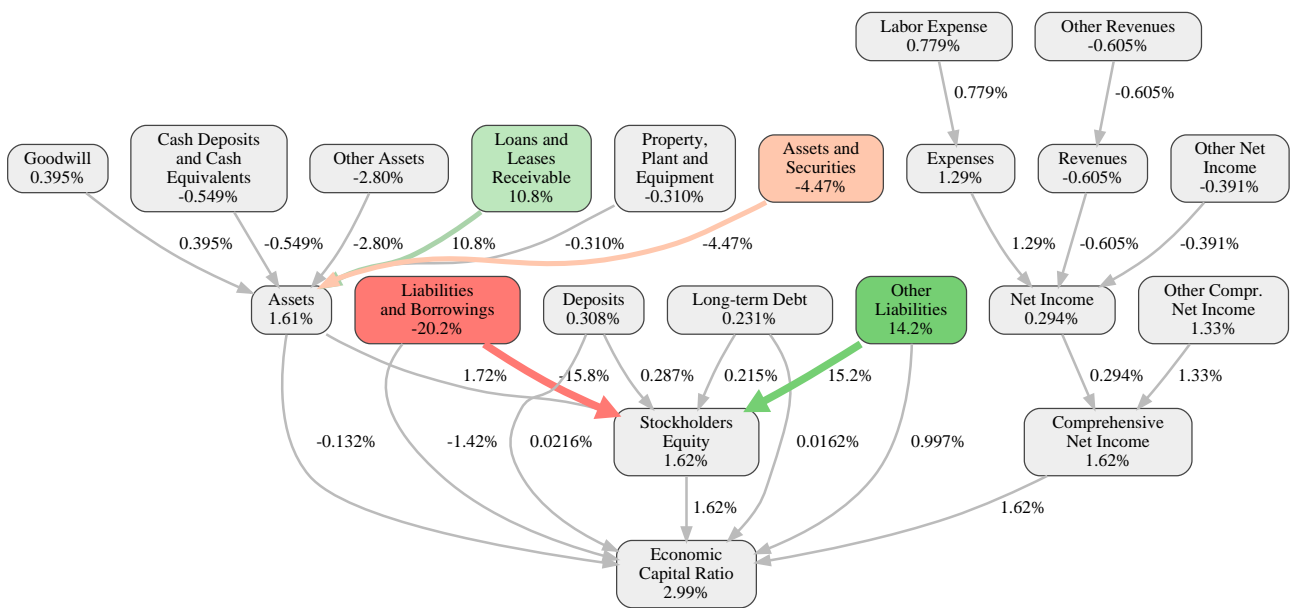 Labor Expense
0.779%
Other Revenues
-0.605%
0.779%
-0.605%
Goodwill
0.395%
Cash Deposits
and Cash
Equivalents
-0.549%
Other Assets
-2.80%
Loans and
Leases
Receivable
10.8%
Property,
Plant and
Equipment
-0.310%
Assets and
Securities
-4.47%
Expenses
1.29%
Revenues
-0.605%
Other Net
Income
-0.391%
0.395%
-0.549%
-2.80%
10.8%
-0.310%
-4.47%
1.29%
-0.605%
-0.391%
Assets
1.61%
Liabilities
and Borrowings
-20.2%
Deposits
0.308%
Long-term Debt
0.231%
Other
Liabilities
14.2%
Net Income
0.294%
Other Compr.
Net Income
1.33%
1.72%
-15.8%
0.287%
0.215%
15.2%
0.294%
1.33%
-0.132%
-1.42%
0.0216%
Stockholders
Equity
1.62%
0.0162%
0.997%
Comprehensive
Net Income
1.62%
1.62%
1.62%
Economic
Capital Ratio
2.99%